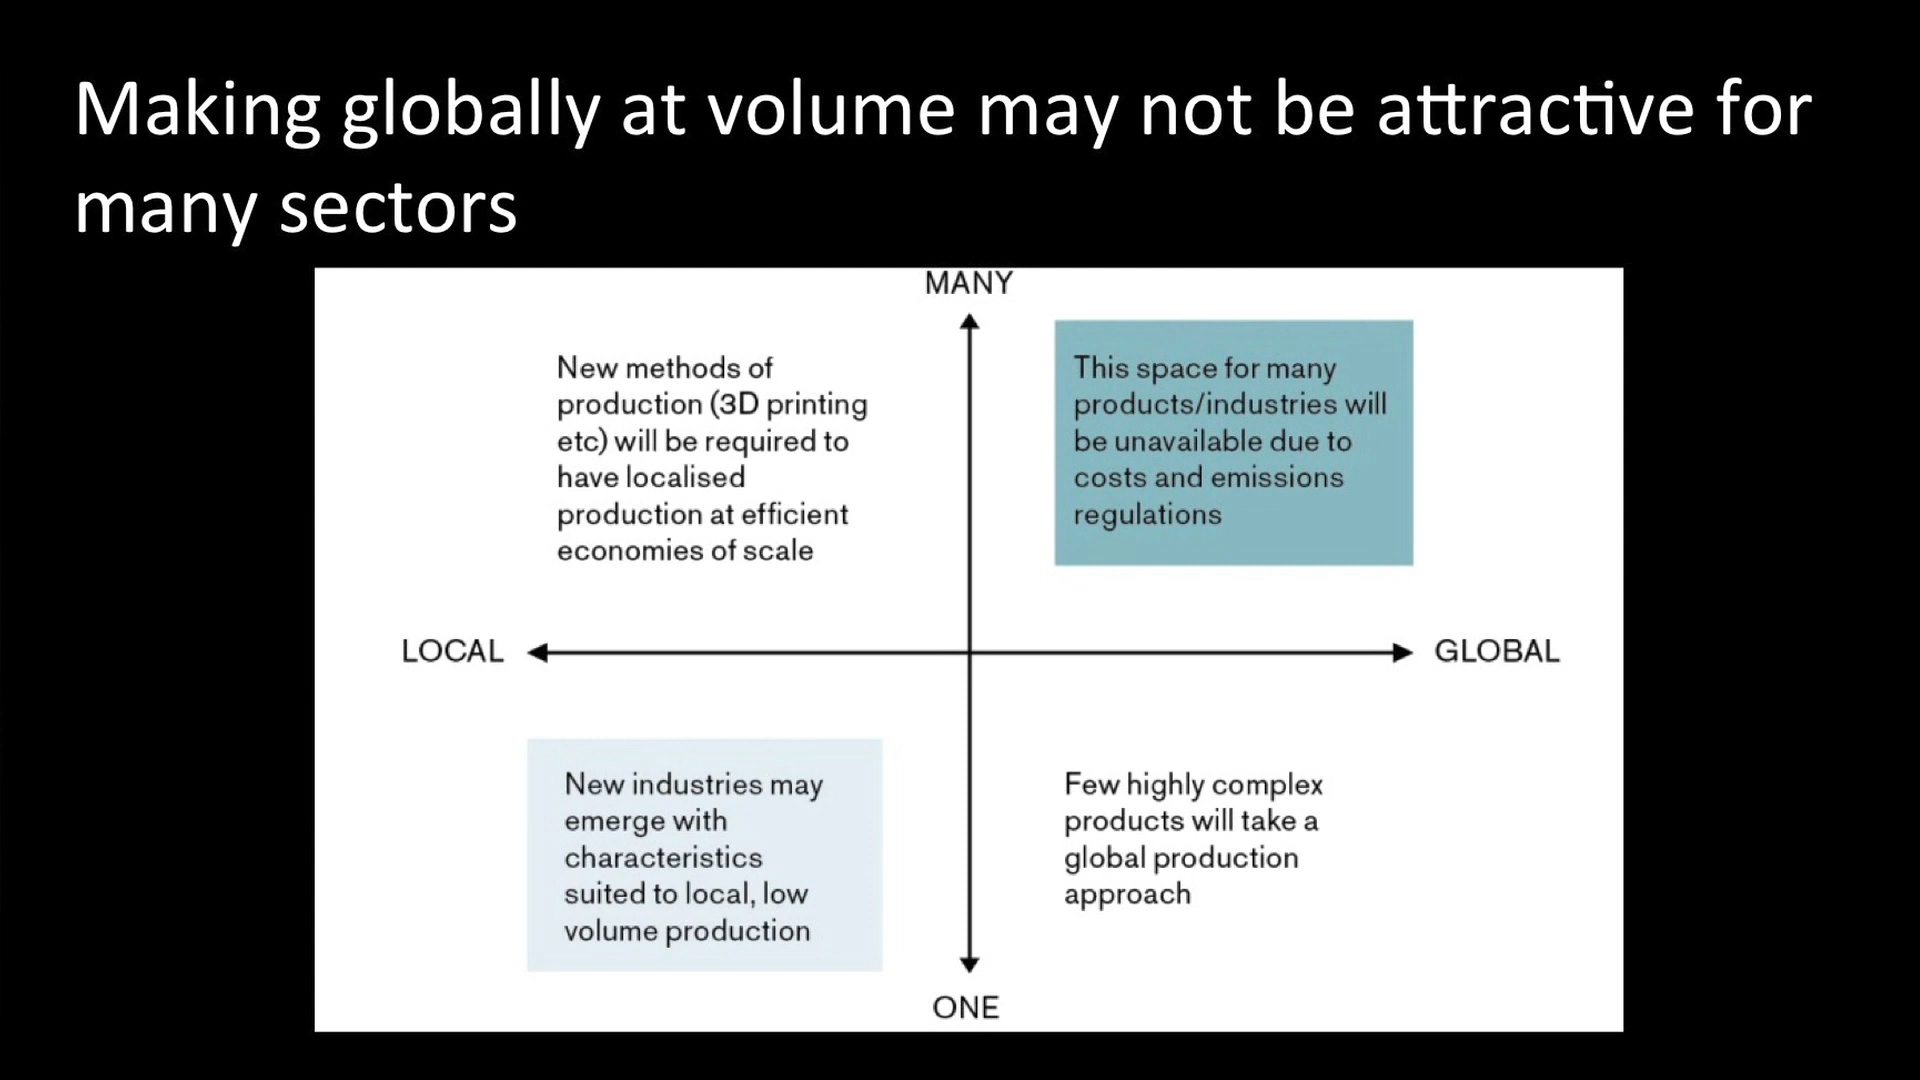 Making globally at volume may not be attractive for
many sectors
MANY
New methods of
production (3D printing
etc) will be required to
have localised
production at efficient
economies of scale
This space for many
products/industries will
be unavailable due to
costs and emissions
regulations
LOCAL
GLOBAL
New industries may
emerge with
characteristics
suited to local, low
volume production
Few highly complex
products will take a
global production
approach
ONE